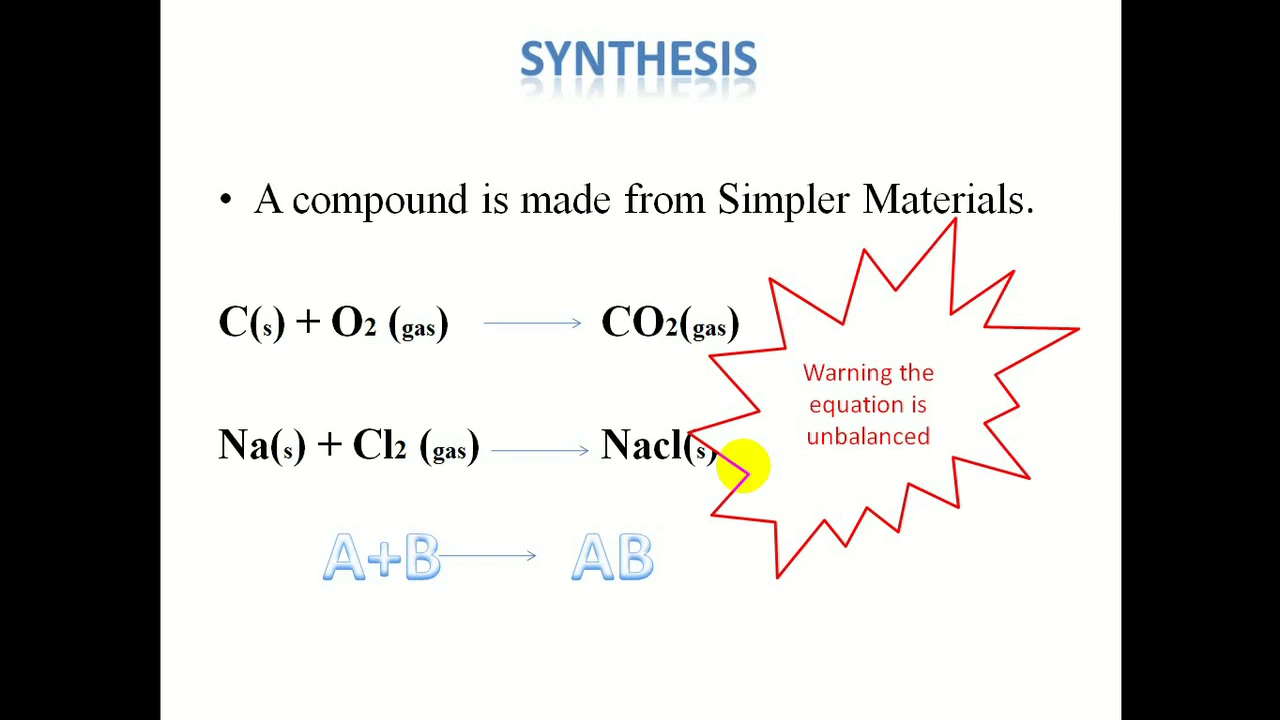 SYNTHESIS
• A compound is made from Simpler Materials.
C(s) + O2 (gas) → CO2(gas)
Warning the
equation is
unbalanced
Na(s) + Cl2 (gas) → Nacl(s)
A+B → AB